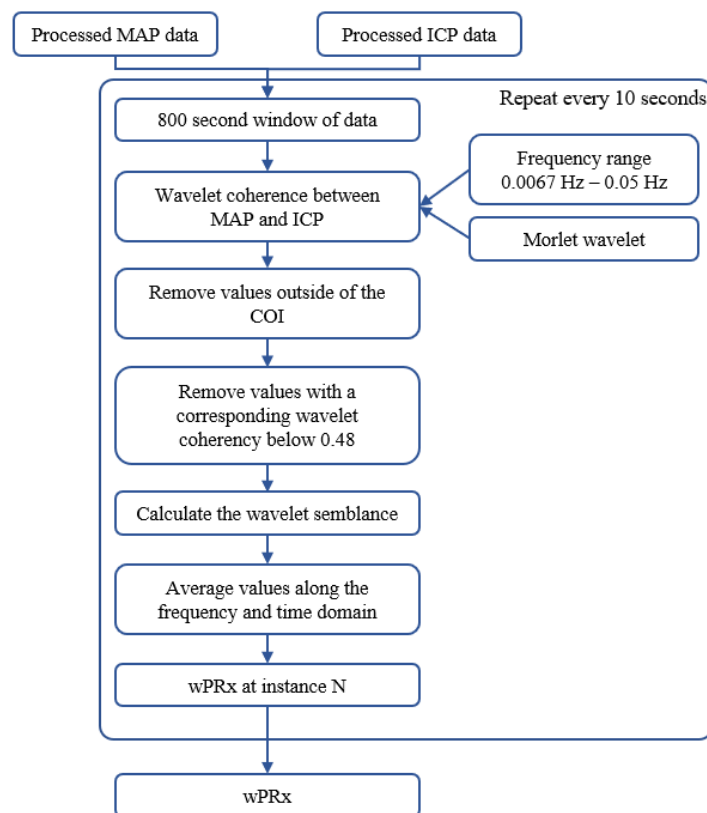 Processed MAP data
Processed ICP data
Repeat every 10 seconds
800 second window of data
Frequency range
0.0067 Hz – 0.05 Hz
Wavelet coherence between
MAP and ICP
Morlet wavelet
Remove values outside of the
COI
Remove values with a
corresponding wavelet
coherency below 0.48
Calculate the wavelet semblance
Average values along the
frequency and time domain
wPRx at instance N
wPRx